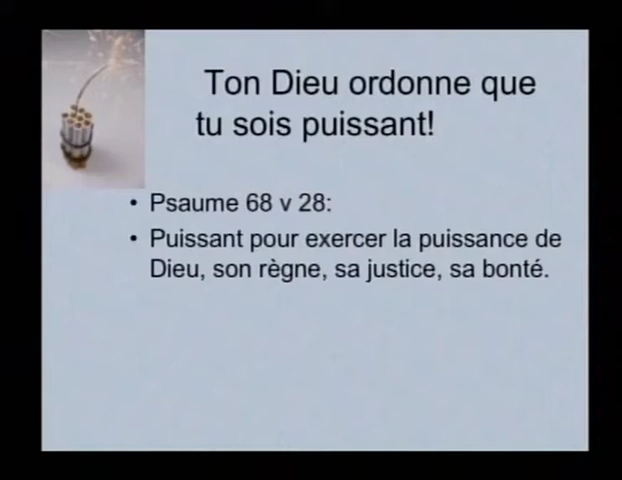 Ton Dieu ordonne que
tu sois puissant!
• Psaume 68 v 28:
• Puissant pour exercer la puissance de
Dieu, son règne, sa justice, sa bonté.